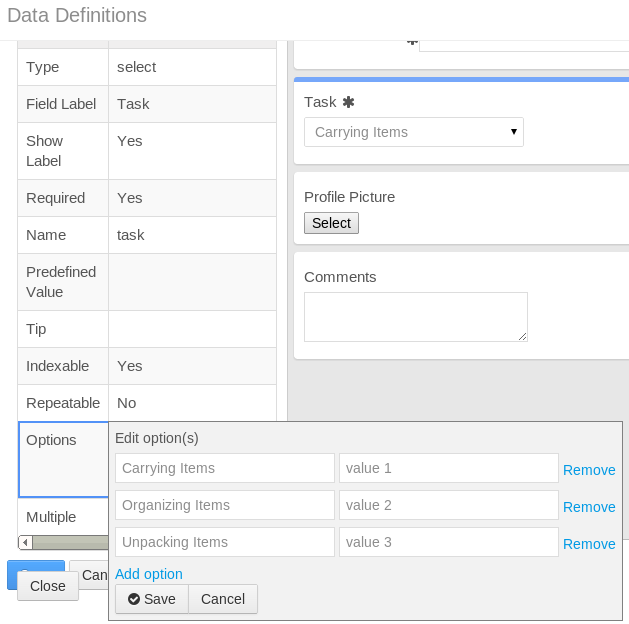 Data Definitions
Type select
Field Label Task
Show Label Yes
Required Yes
Name task
Predefined Value
Tip
Indexable Yes
Repeatable No
Options
Multiple
Close
Task ✱
Carrying Items
Profile Picture
Select
Comments
Edit option(s)
Carrying Items value 1 Remove
Organizing Items value 2 Remove
Unpacking Items value 3 Remove
Add option
Save Cancel